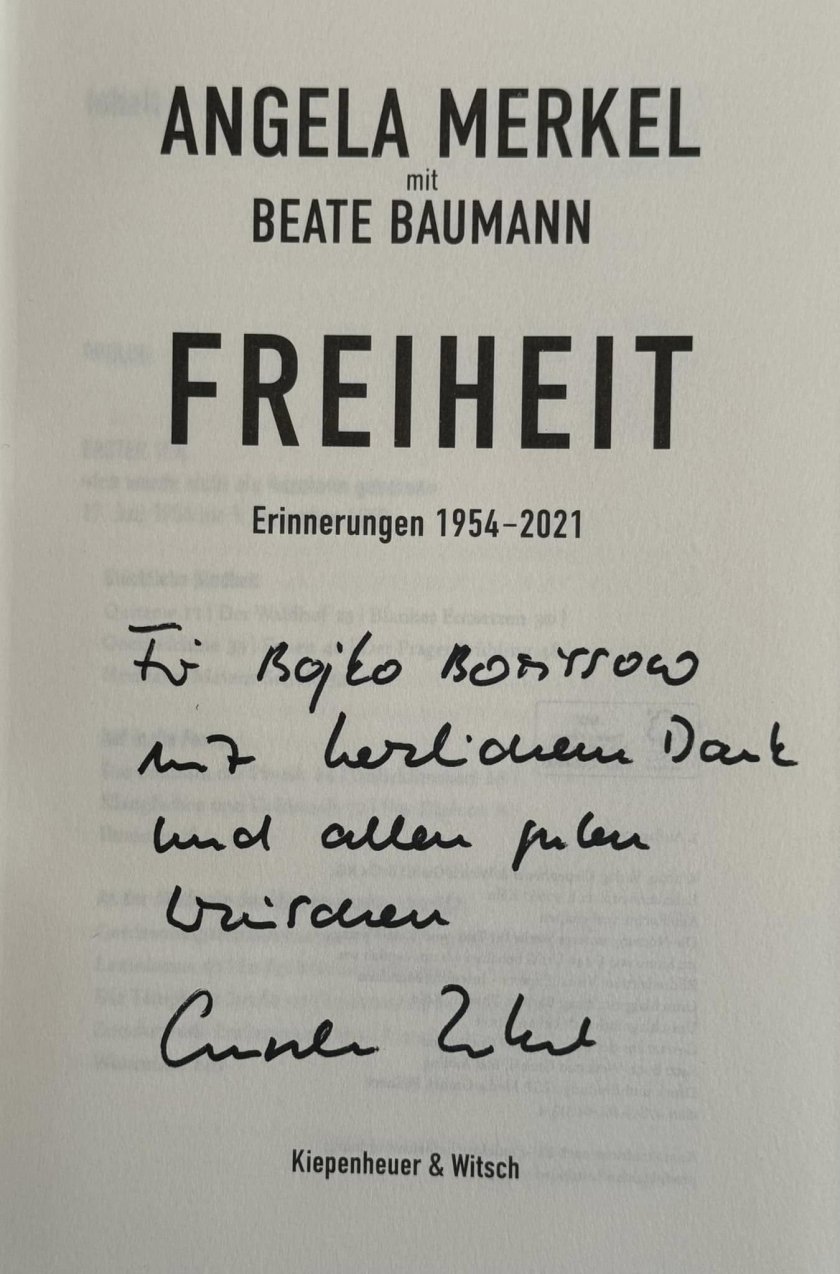 ANGELA MERKEL
mit
BEATE BAUMANN
FREIHEIT
Erinnerungen 1954–2021
Für Bojko Borissow
mit herzlichem Dank
und allen guten
Wünschen
Angela Merkel
Kiepenheuer & Witsch